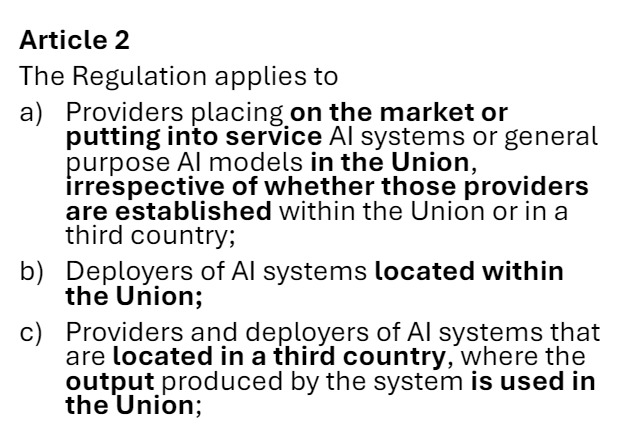 Article 2
The Regulation applies to
a) Providers placing on the market or
putting into service AI systems or general
purpose AI models in the Union,
irrespective of whether those providers
are established within the Union or in a
third country;
b) Deployers of AI systems located within
the Union;
c) Providers and deployers of AI systems that
are located in a third country, where the
output produced by the system is used in
the Union;